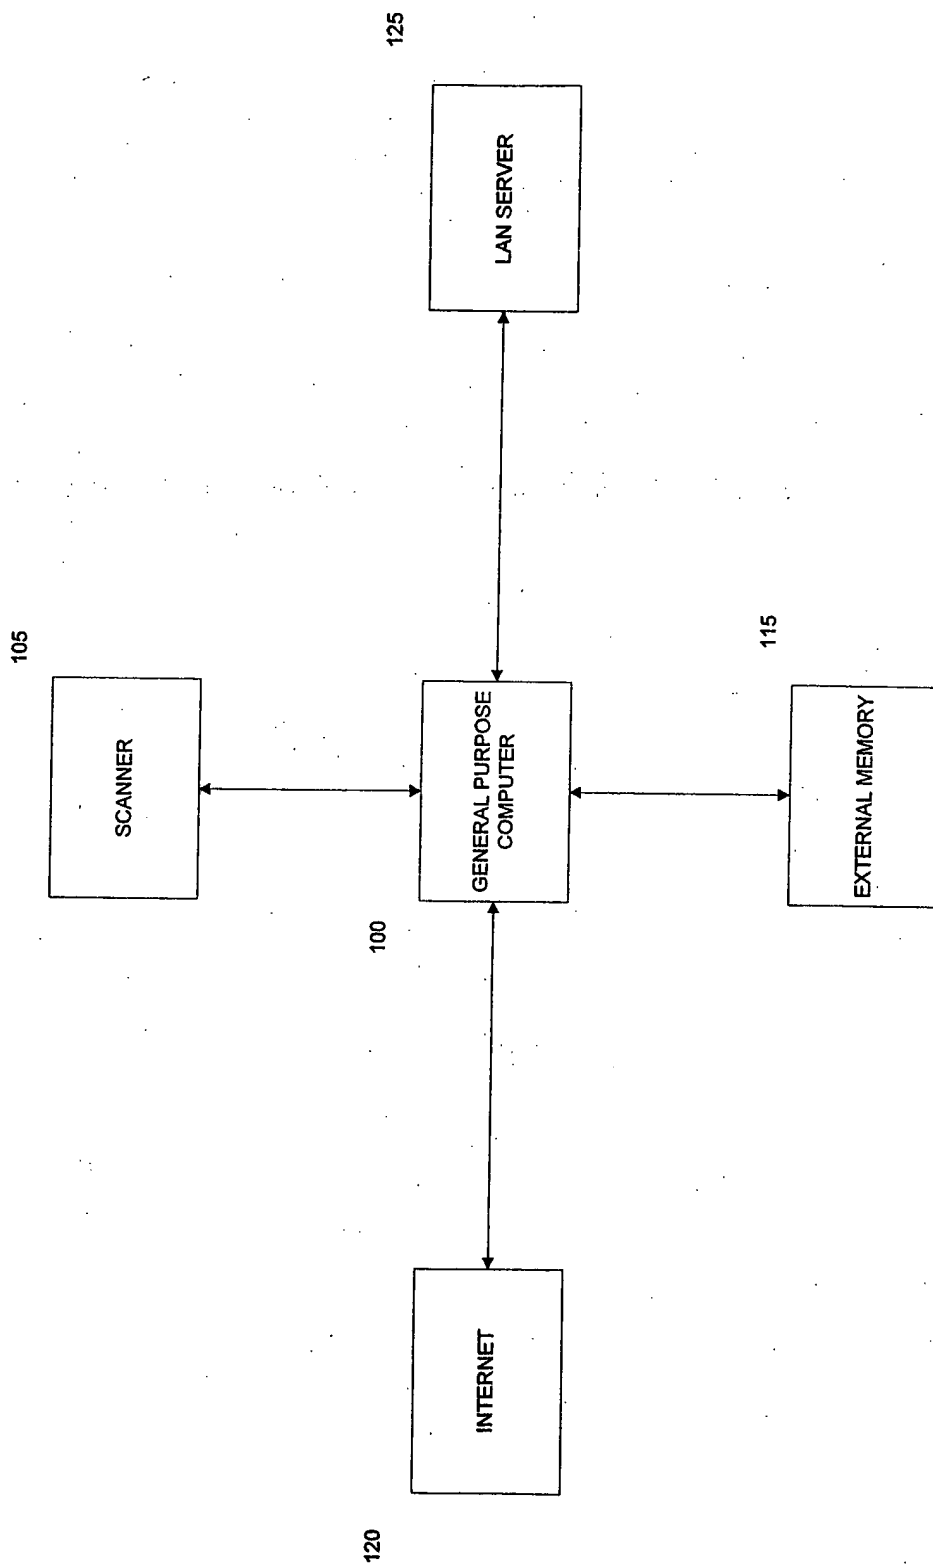 105
SCANNER
125
LAN SERVER
100
GENERAL PURPOSE
COMPUTER
120
INTERNET
115
EXTERNAL MEMORY